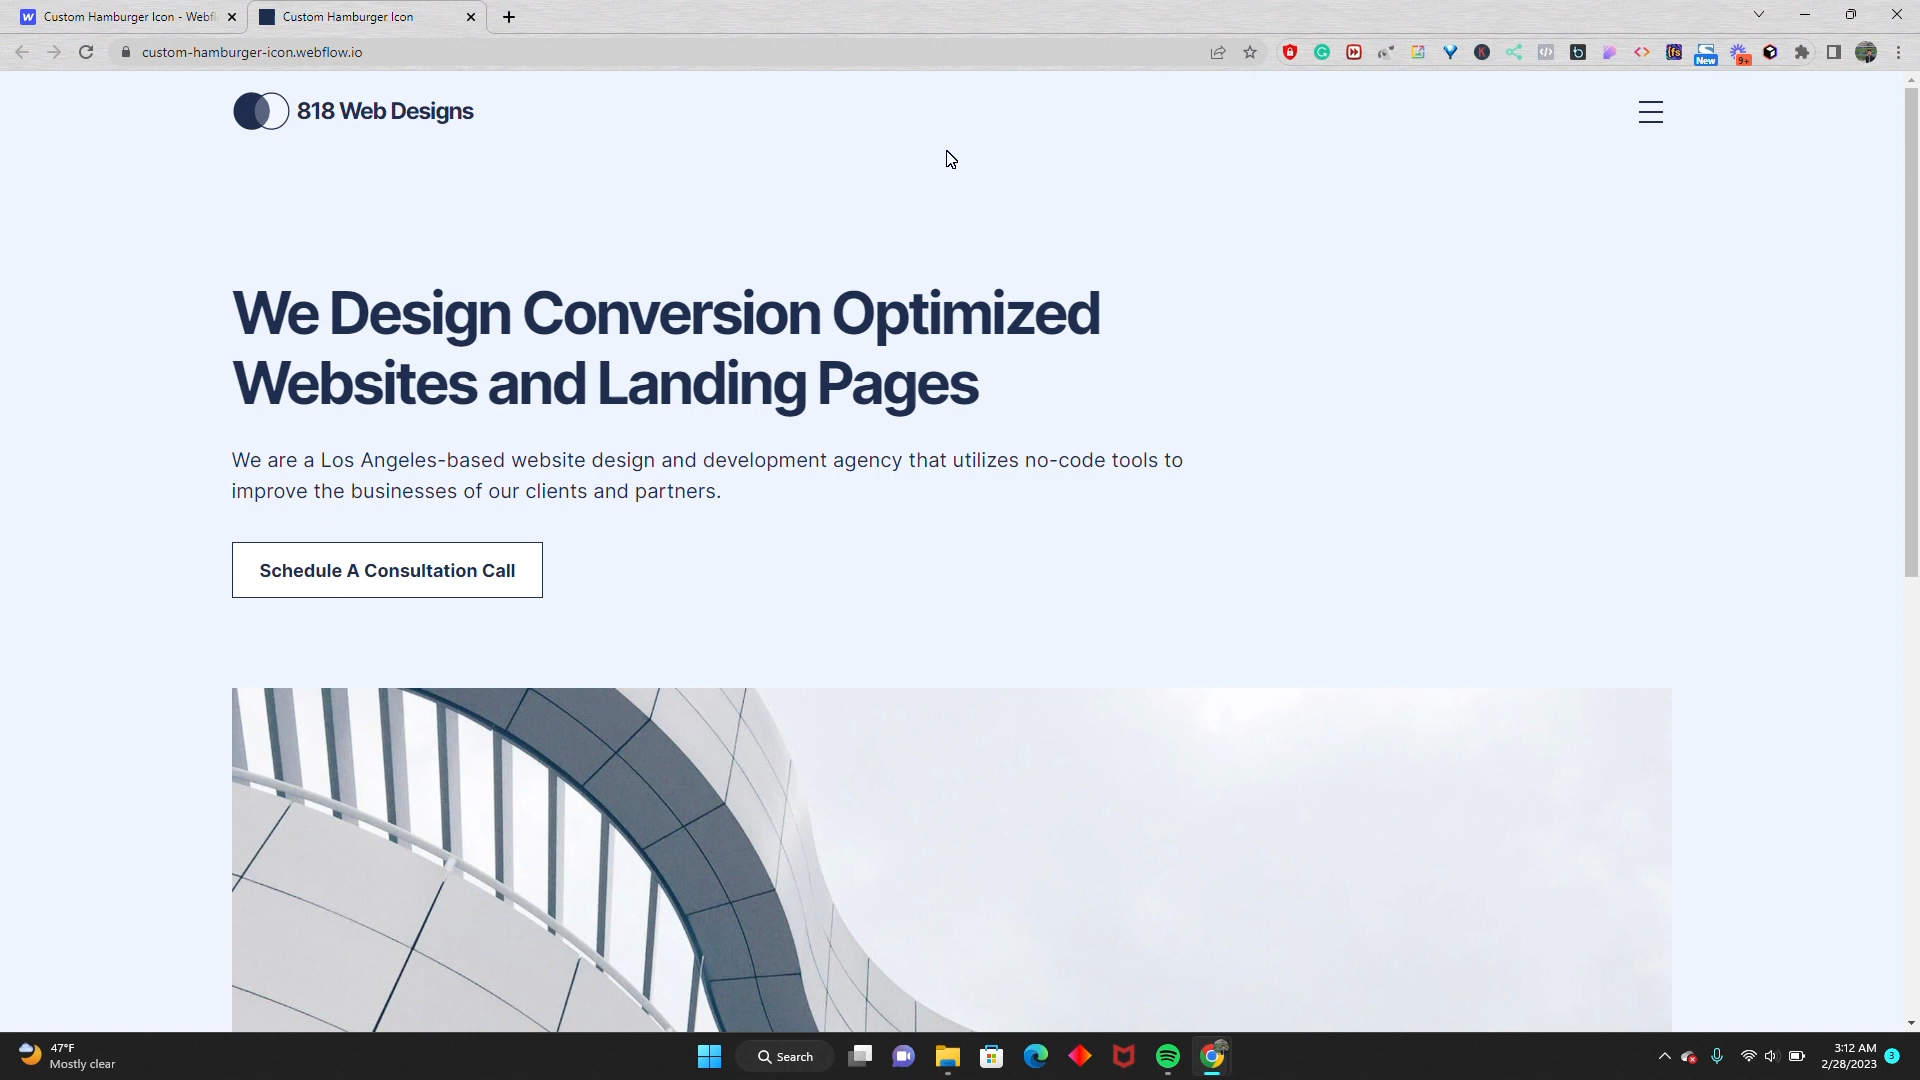 Custom Hamburger Icon - Webfl
Custom Hamburger Icon
custom-hamburger-icon.webflow.io
New
9+
818 Web Designs
We Design Conversion Optimized
Websites and Landing Pages
We are a Los Angeles-based website design and development agency that utilizes no-code tools to
improve the businesses of our clients and partners.
Schedule A Consultation Call
47°F
Mostly clear
Search
3:12 AM
2/28/2023
3